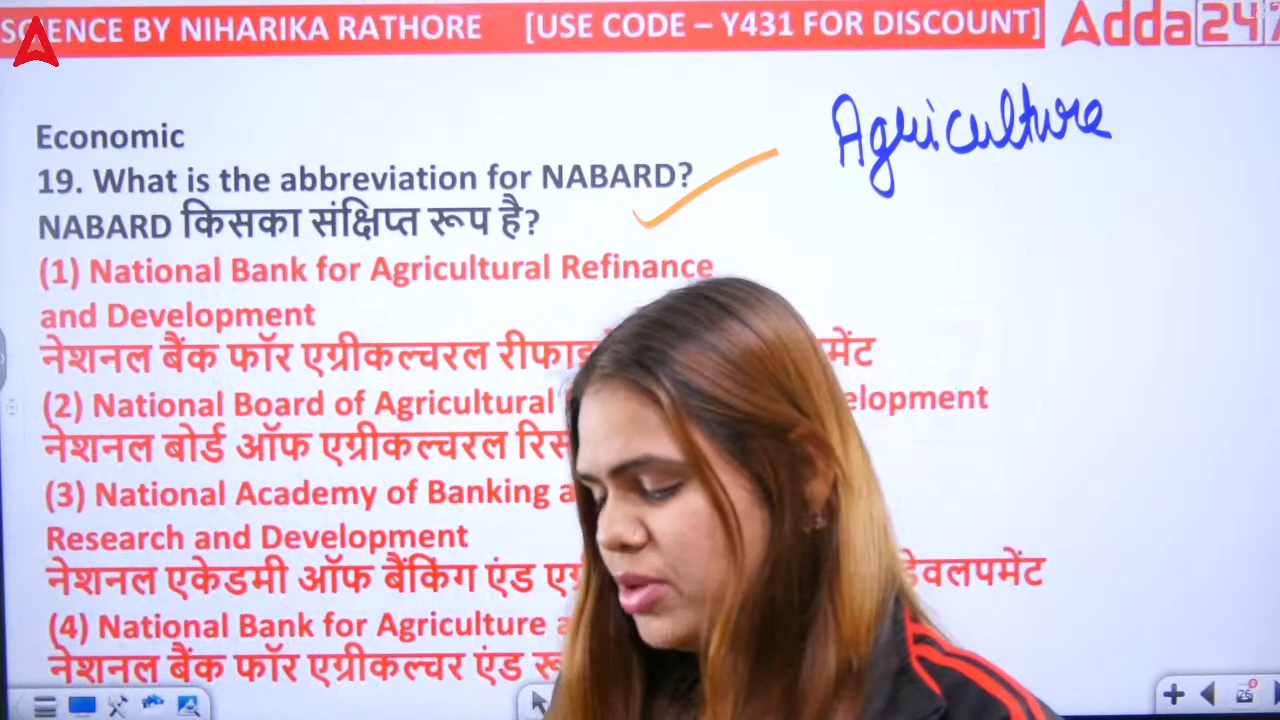 SCIENCE BY NIHARIKA RATHORE [USE CODE – Y431 FOR DISCOUNT] Adda 247
Agriculture
Economic
19. What is the abbreviation for NABARD?
NABARD किसका संक्षिप्त रूप है?
(1) National Bank for Agricultural Refinance
and Development
नेशनल बैंक फॉर एग्रीकल्चरल
(2) National Board of Agricultural
नेशनल बोर्ड ऑफ एग्रीकल्चरल
(3) National Academy of Banking
Research and Development
नेशनल एकेडमी ऑफ बैंकिंग एंड
(4) National Bank for Agriculture
नेशनल बैंक फॉर एग्रीकल्चर एंड
26